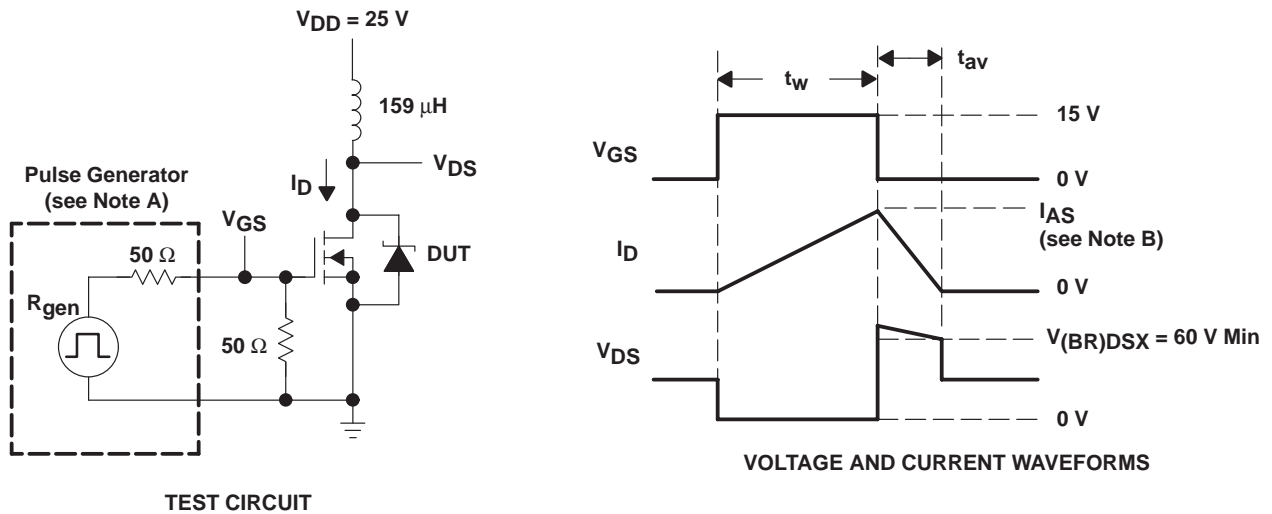 VDD = 25 V
159 μH
VDS
ID
Pulse Generator
(see Note A)
VGS
50 Ω
DUT
Rgen
50 Ω
TEST CIRCUIT
tw
tav
VGS
15 V
0 V
ID
IAS
(see Note B)
0 V
VDS
V(BR)DSX = 60 V Min
0 V
VOLTAGE AND CURRENT WAVEFORMS